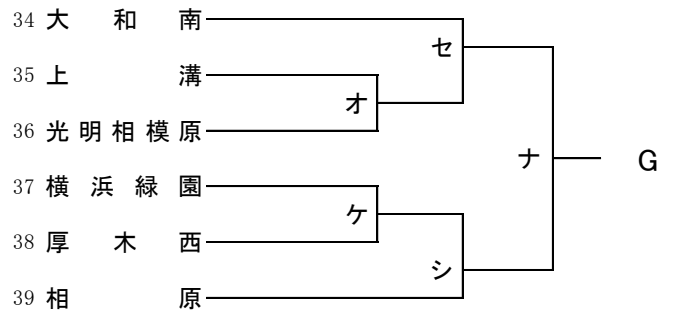 34 大和南
セ
35 上溝
オ
36 光明相模原
ナ G
37 横浜緑園
ケ
38 厚木西
シ
39 相原